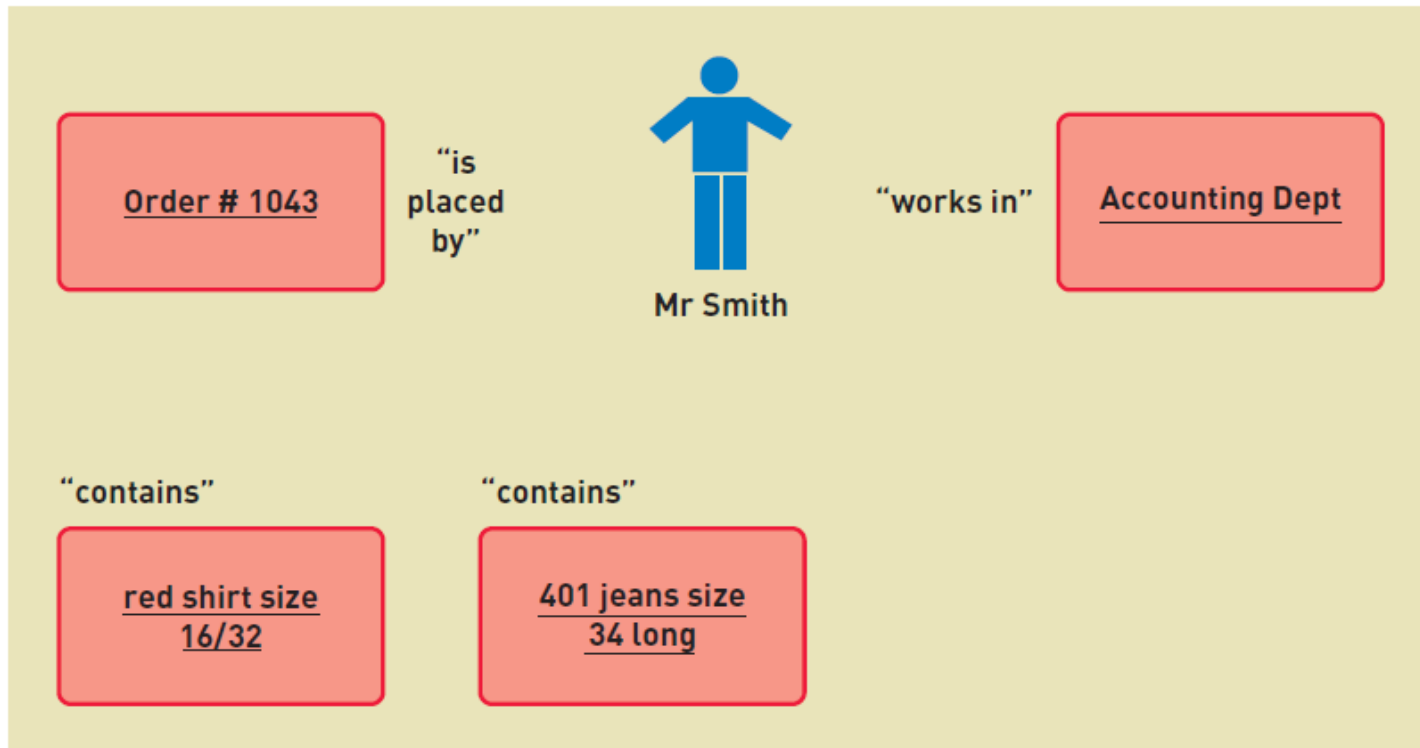 Order # 1043
“is
placed
by”
Mr Smith
“works in”
Accounting Dept
“contains”
“contains”
red shirt size
16/32
401 jeans size
34 long